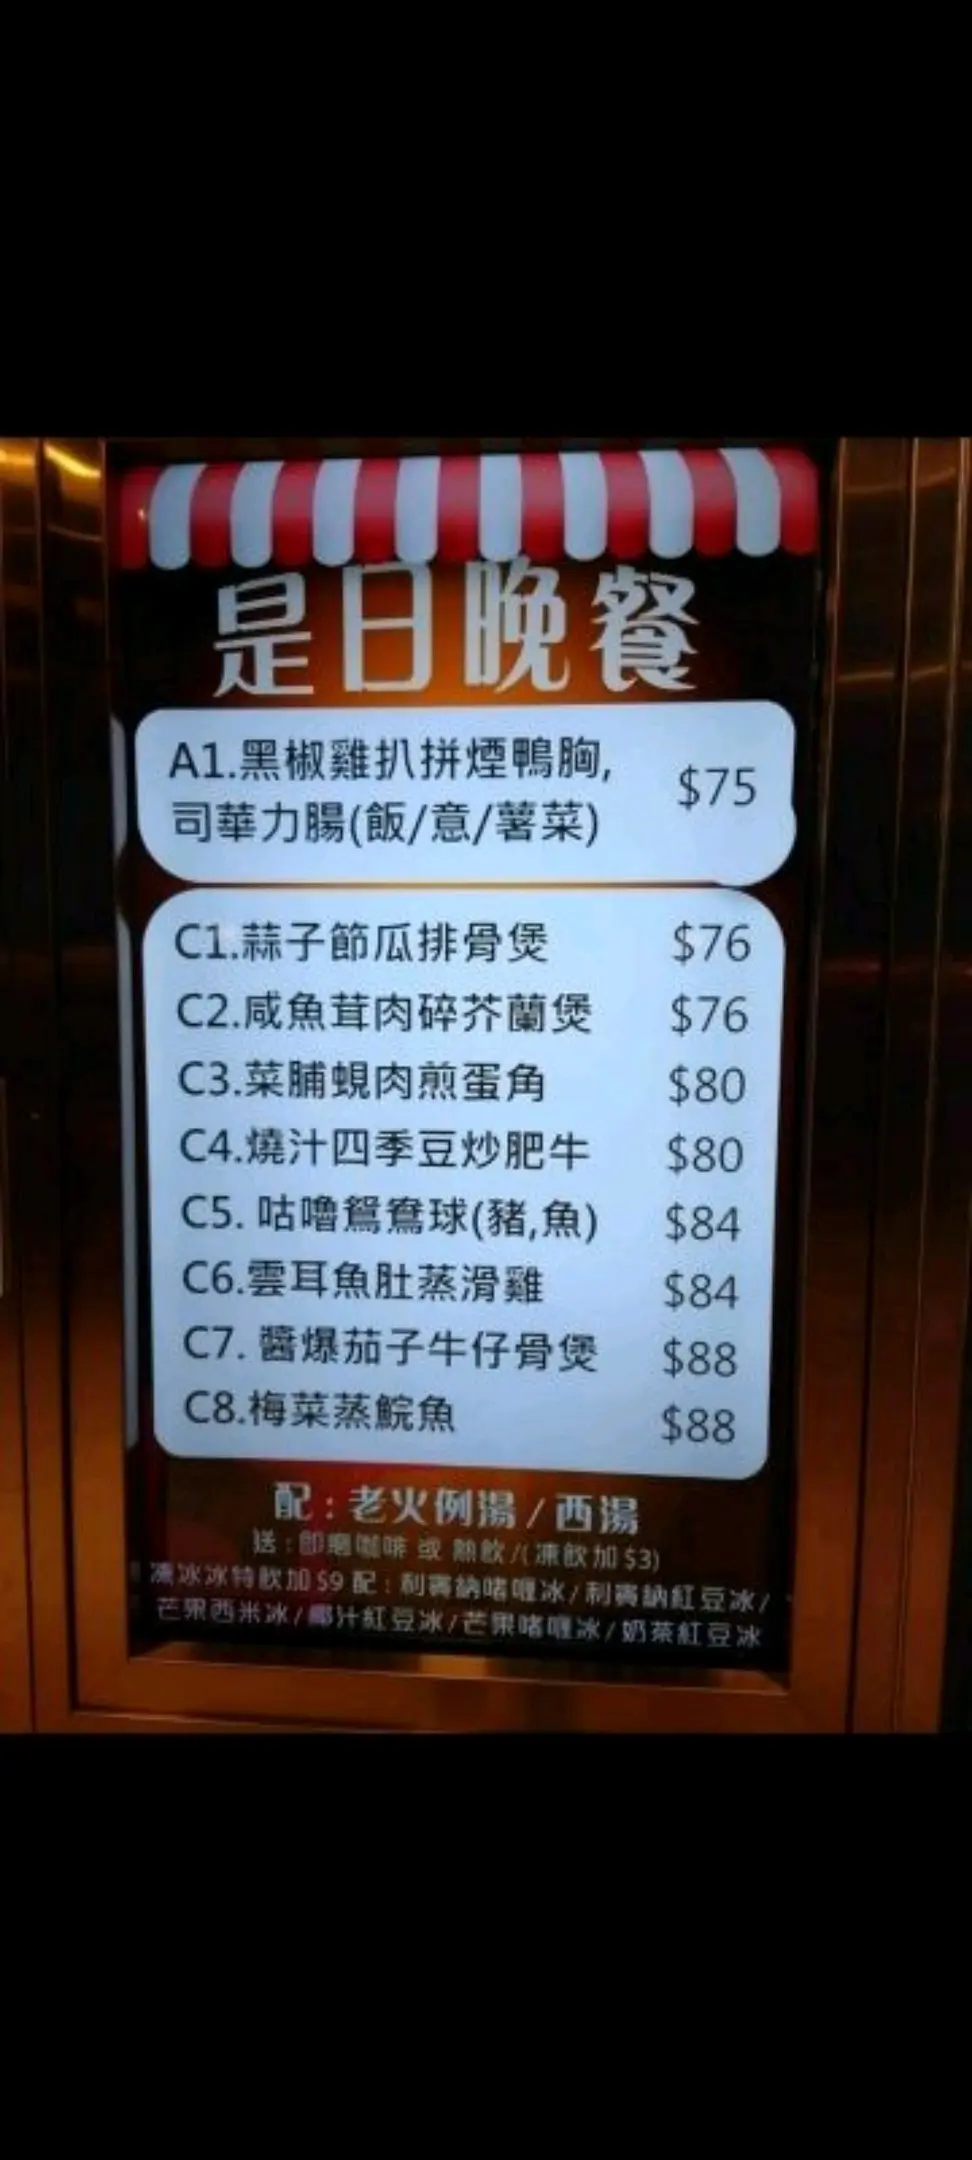 是日晚餐
A1.黑椒雞扒拼煙鴨胸,
司華力腸(飯/意/薯菜)
$75
C1.蒜子節瓜排骨煲 $76
C2.咸魚茸肉碎芥蘭煲 $76
C3.菜脯蜆肉煎蛋角 $80
C4.燒汁四季豆炒肥牛 $80
C5. 咕嚕鴛鴦球(豬,魚) $84
C6.雲耳魚肚蒸滑雞 $84
C7. 醬爆茄子牛仔骨煲 $88
C8.梅菜蒸鯇魚 $88
配：老火例湯/西湯
送：即磨咖啡 或 熱飲/(凍飲加$3)
凍冰冰特飲加$9 配：利賓納啫喱冰/利賓納紅豆冰/
芒果西米冰/椰汁紅豆冰/芒果啫喱冰/奶茶紅豆冰